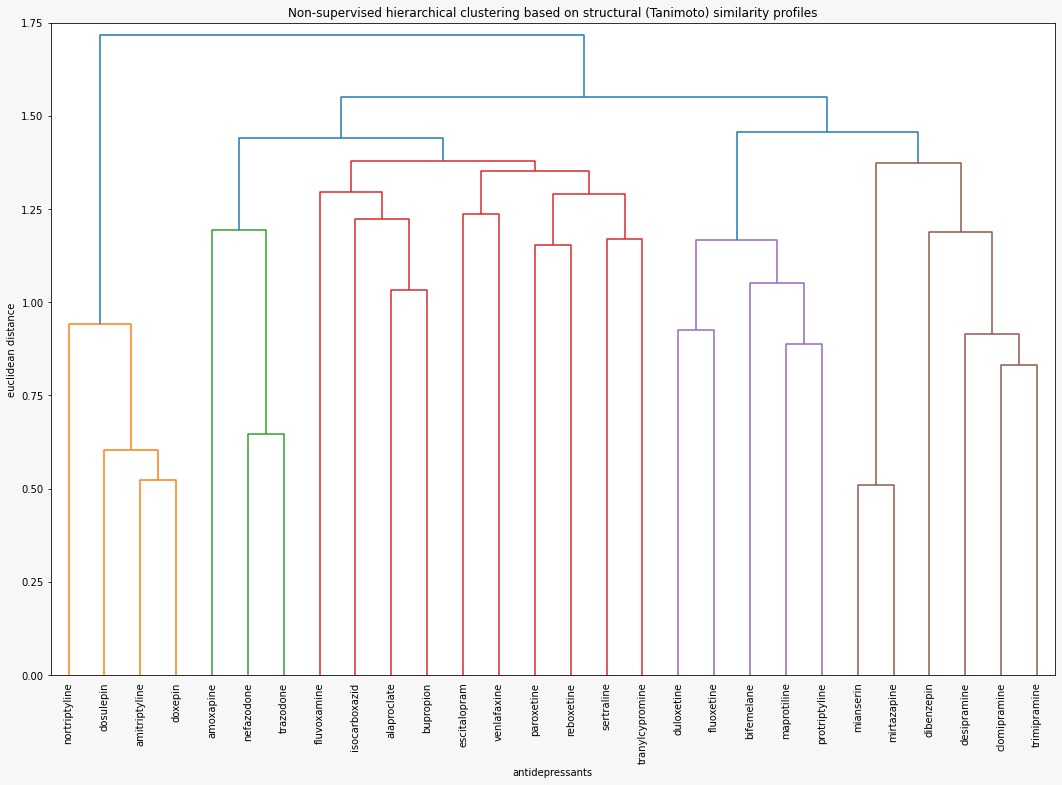 Non-supervised hierarchical clustering based on structural (Tanimoto) similarity profiles
1.75
1.50
1.25
1.00
0.75
0.50
0.25
0.00
euclidean distance
nortriptyline
dosulepin
amitriptyline
doxepin
amoxapine
nefazodone
trazodone
fluvoxamine
isocarboxazid
alaproclate
bupropion
escitalopram
venlafaxine
paroxetine
reboxetine
sertraline
tranylcypromine
duloxetine
fluoxetine
bifemelane
maprotiline
protriptyline
mianserin
mirtazapine
dibenzepin
desipramine
clomipramine
trimipramine
antidepressants